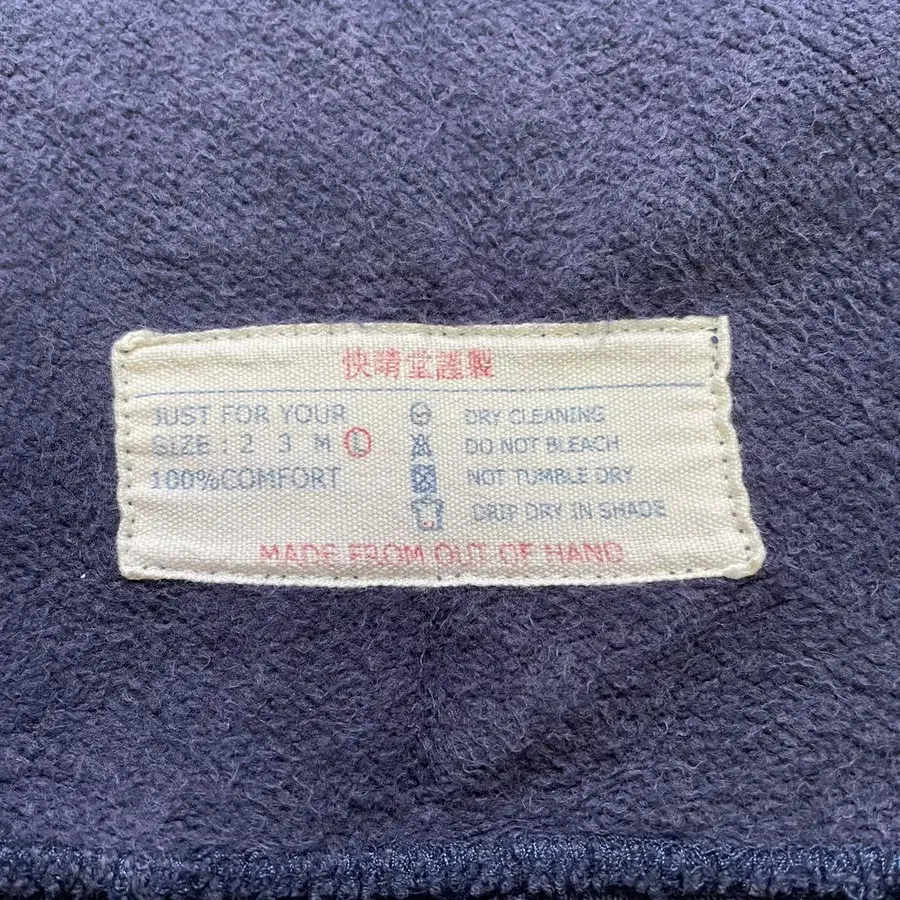 快晴堂謹製
JUST FOR YOUR
SIZE : 2 3 M L
100%COMFORT
DRY CLEANING
DO NOT BLEACH
NOT TUMBLE DRY
DRIP DRY IN SHADE
MADE FROM OUT OF HAND